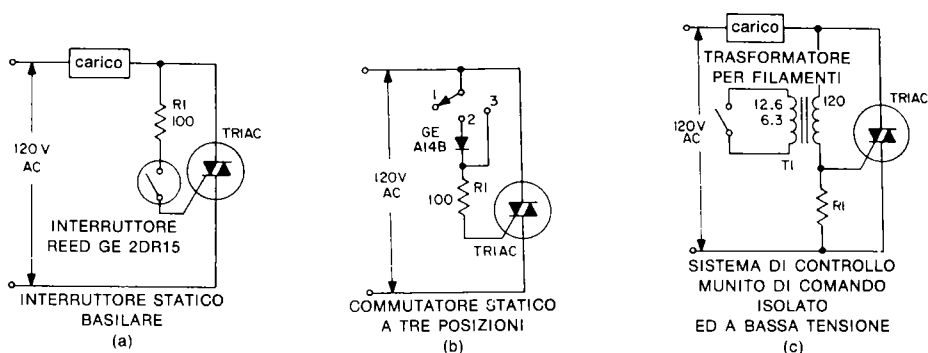 carico
R1
100
120 V
AC
TRIAC
INTERRUTTORE
REED GE 2DR15
INTERRUTTORE STATICO
BASILARE
(a)
1
2
3
GE
A14B
120V
AC
100
R1
TRIAC
COMMUTATORE STATICO
A TRE POSIZIONI
(b)
carico
TRASFORMATORE
PER FILAMENTI
12.6
6.3
120
TRIAC
120V
AC
T1
R1
SISTEMA DI CONTROLLO
MUNITO DI COMANDO
ISOLATO
ED A BASSA TENSIONE
(c)